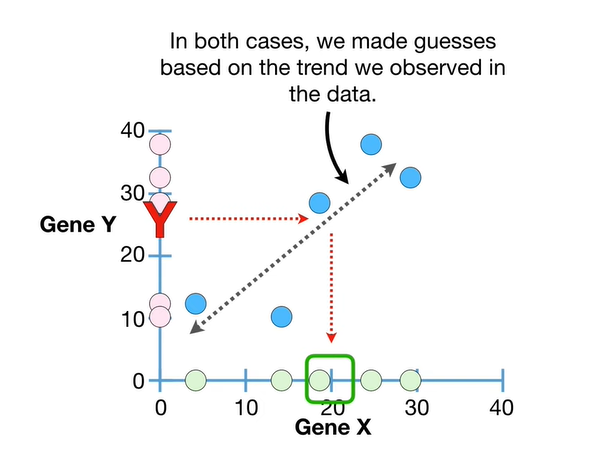 In both cases, we made guesses
based on the trend we observed in
the data.
40
30
Y
Gene Y
20
10
0
0 10 20 30 40
Gene X